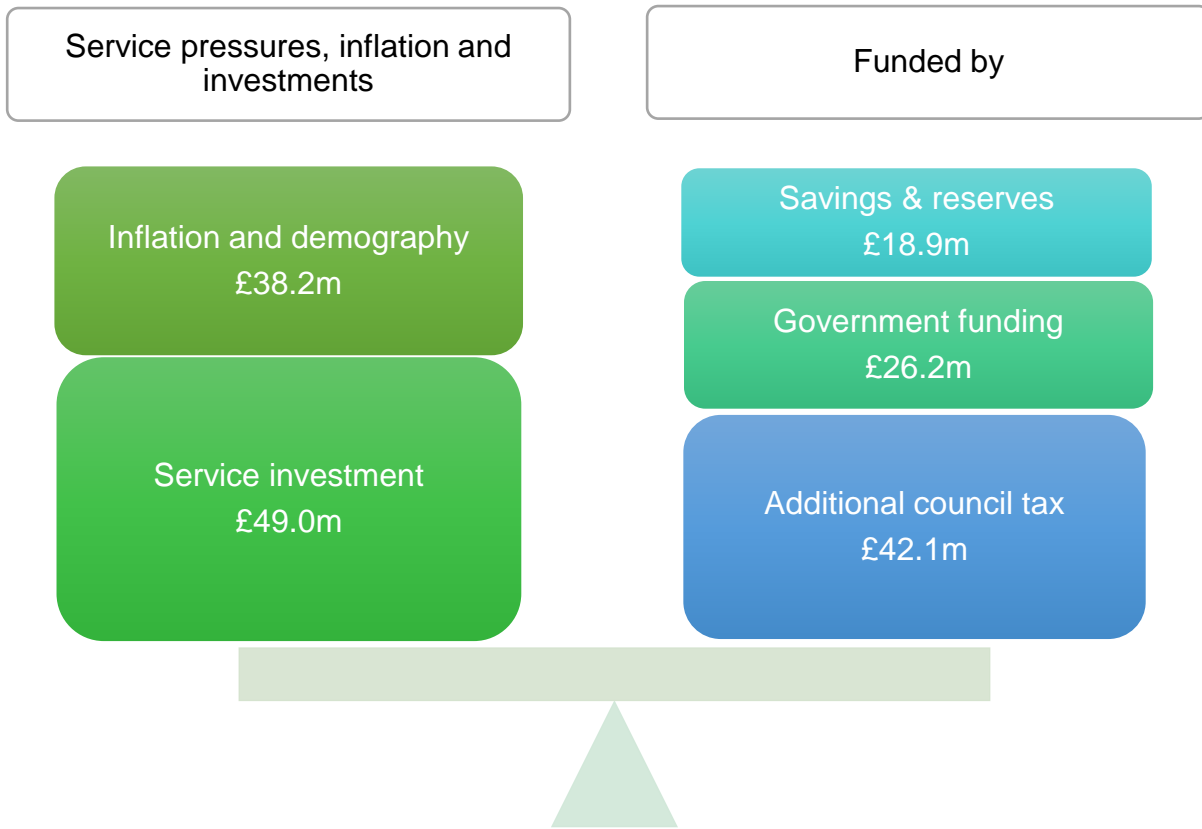 Service pressures, inflation and
investments
Inflation and demography
£38.2m
Service investment
£49.0m
Funded by
Savings & reserves
£18.9m
Government funding
£26.2m
Additional council tax
£42.1m